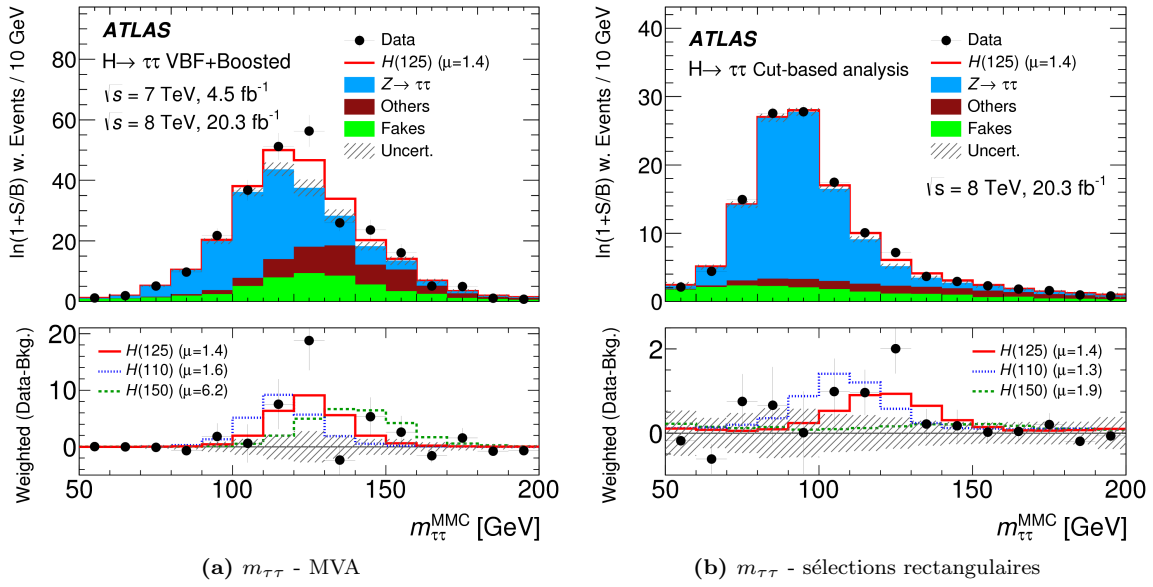 ATLAS
H→ ττ VBF+Boosted
√s = 7 TeV, 4.5 fb⁻¹
√s = 8 TeV, 20.3 fb⁻¹
Data
H(125) (μ=1.4)
Z→ ττ
Others
Fakes
Uncert.
ln(1+S/B) w. Events / 10 GeV
80
60
40
20
0
Weighted (Data-Bkg.)
20
10
0
H(125) (μ=1.4)
H(110) (μ=1.6)
H(150) (μ=6.2)
50 100 150 200
m_ττ^MMC [GeV]
(a) m_ττ - MVA
ATLAS
H→ ττ Cut-based analysis
Data
H(125) (μ=1.4)
Z→ ττ
Others
Fakes
Uncert.
√s = 8 TeV, 20.3 fb⁻¹
ln(1+S/B) w. Events / 10 GeV
40
30
20
10
0
Weighted (Data-Bkg.)
2
0
H(125) (μ=1.4)
H(110) (μ=1.3)
H(150) (μ=1.9)
50 100 150 200
m_ττ^MMC [GeV]
(b) m_ττ - sélections rectangulaires